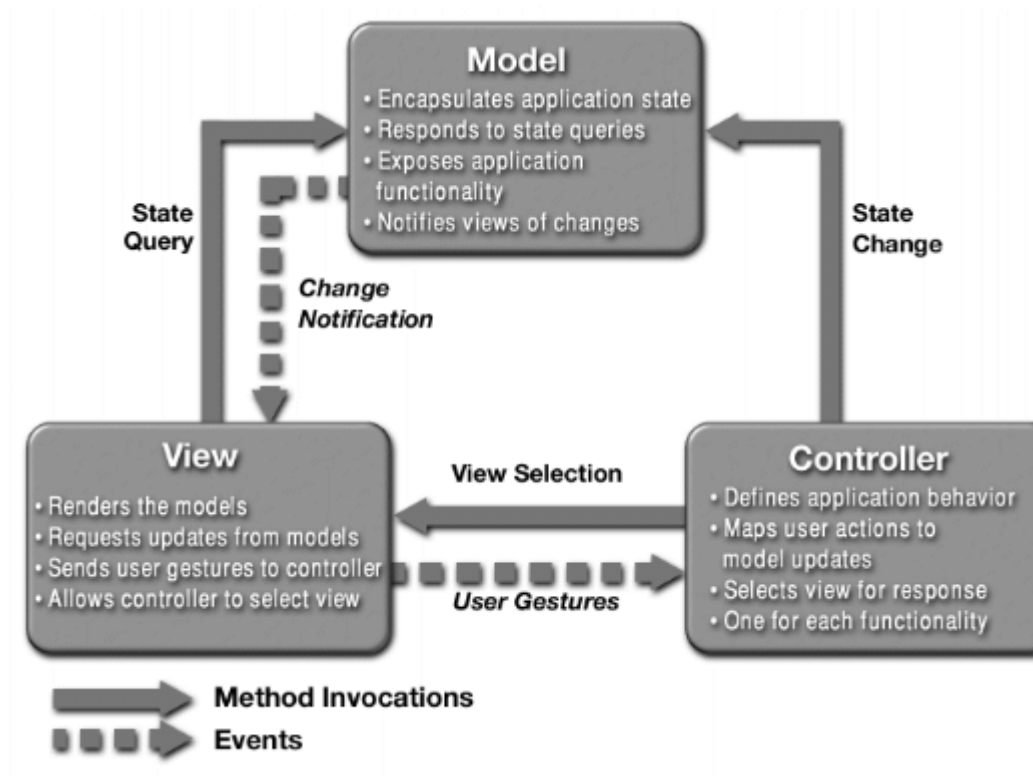 Model
• Encapsulates application state
• Responds to state queries
• Exposes application
functionality
• Notifies views of changes
State
Query
State
Change
Change
Notification
View
• Renders the models
• Requests updates from models
• Sends user gestures to controller
• Allows controller to select view
View Selection
User Gestures
Controller
• Defines application behavior
• Maps user actions to
model updates
• Selects view for response
• One for each functionality
Method Invocations
Events